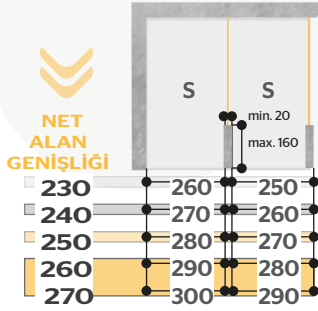 S S
min. 20
max. 160
NET
ALAN
GENİŞLİĞİ
230 260 250
240 270 260
250 280 270
260 290 280
270 300 290